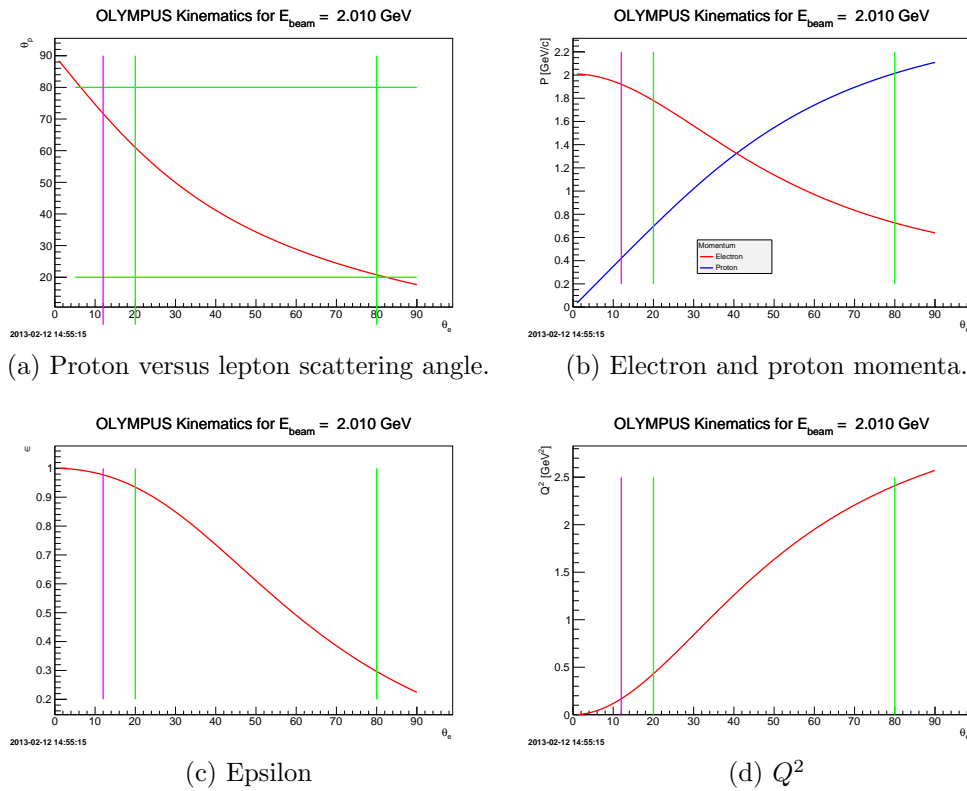 OLYMPUS Kinematics for E_beam = 2.010 GeV
θ_p
90
80
70
60
50
40
30
20
10
0 10 20 30 40 50 60 70 80 90
θ_e
2013-02-12 14:55:15
(a) Proton versus lepton scattering angle.
OLYMPUS Kinematics for E_beam = 2.010 GeV
P [GeV/c]
2.2
2
1.8
1.6
1.4
1.2
1
0.8
0.6
0.4
0.2
0
Momentum
Electron
Proton
0 10 20 30 40 50 60 70 80 90
θ_e
2013-02-12 14:55:15
(b) Electron and proton momenta.
OLYMPUS Kinematics for E_beam = 2.010 GeV
∈
1
0.9
0.8
0.7
0.6
0.5
0.4
0.3
0.2
0 10 20 30 40 50 60 70 80 90
θ_e
2013-02-12 14:55:15
(c) Epsilon
OLYMPUS Kinematics for E_beam = 2.010 GeV
Q² [GeV²]
2.5
2
1.5
1
0.5
0
0 10 20 30 40 50 60 70 80 90
θ_e
2013-02-12 14:55:15
(d) Q²